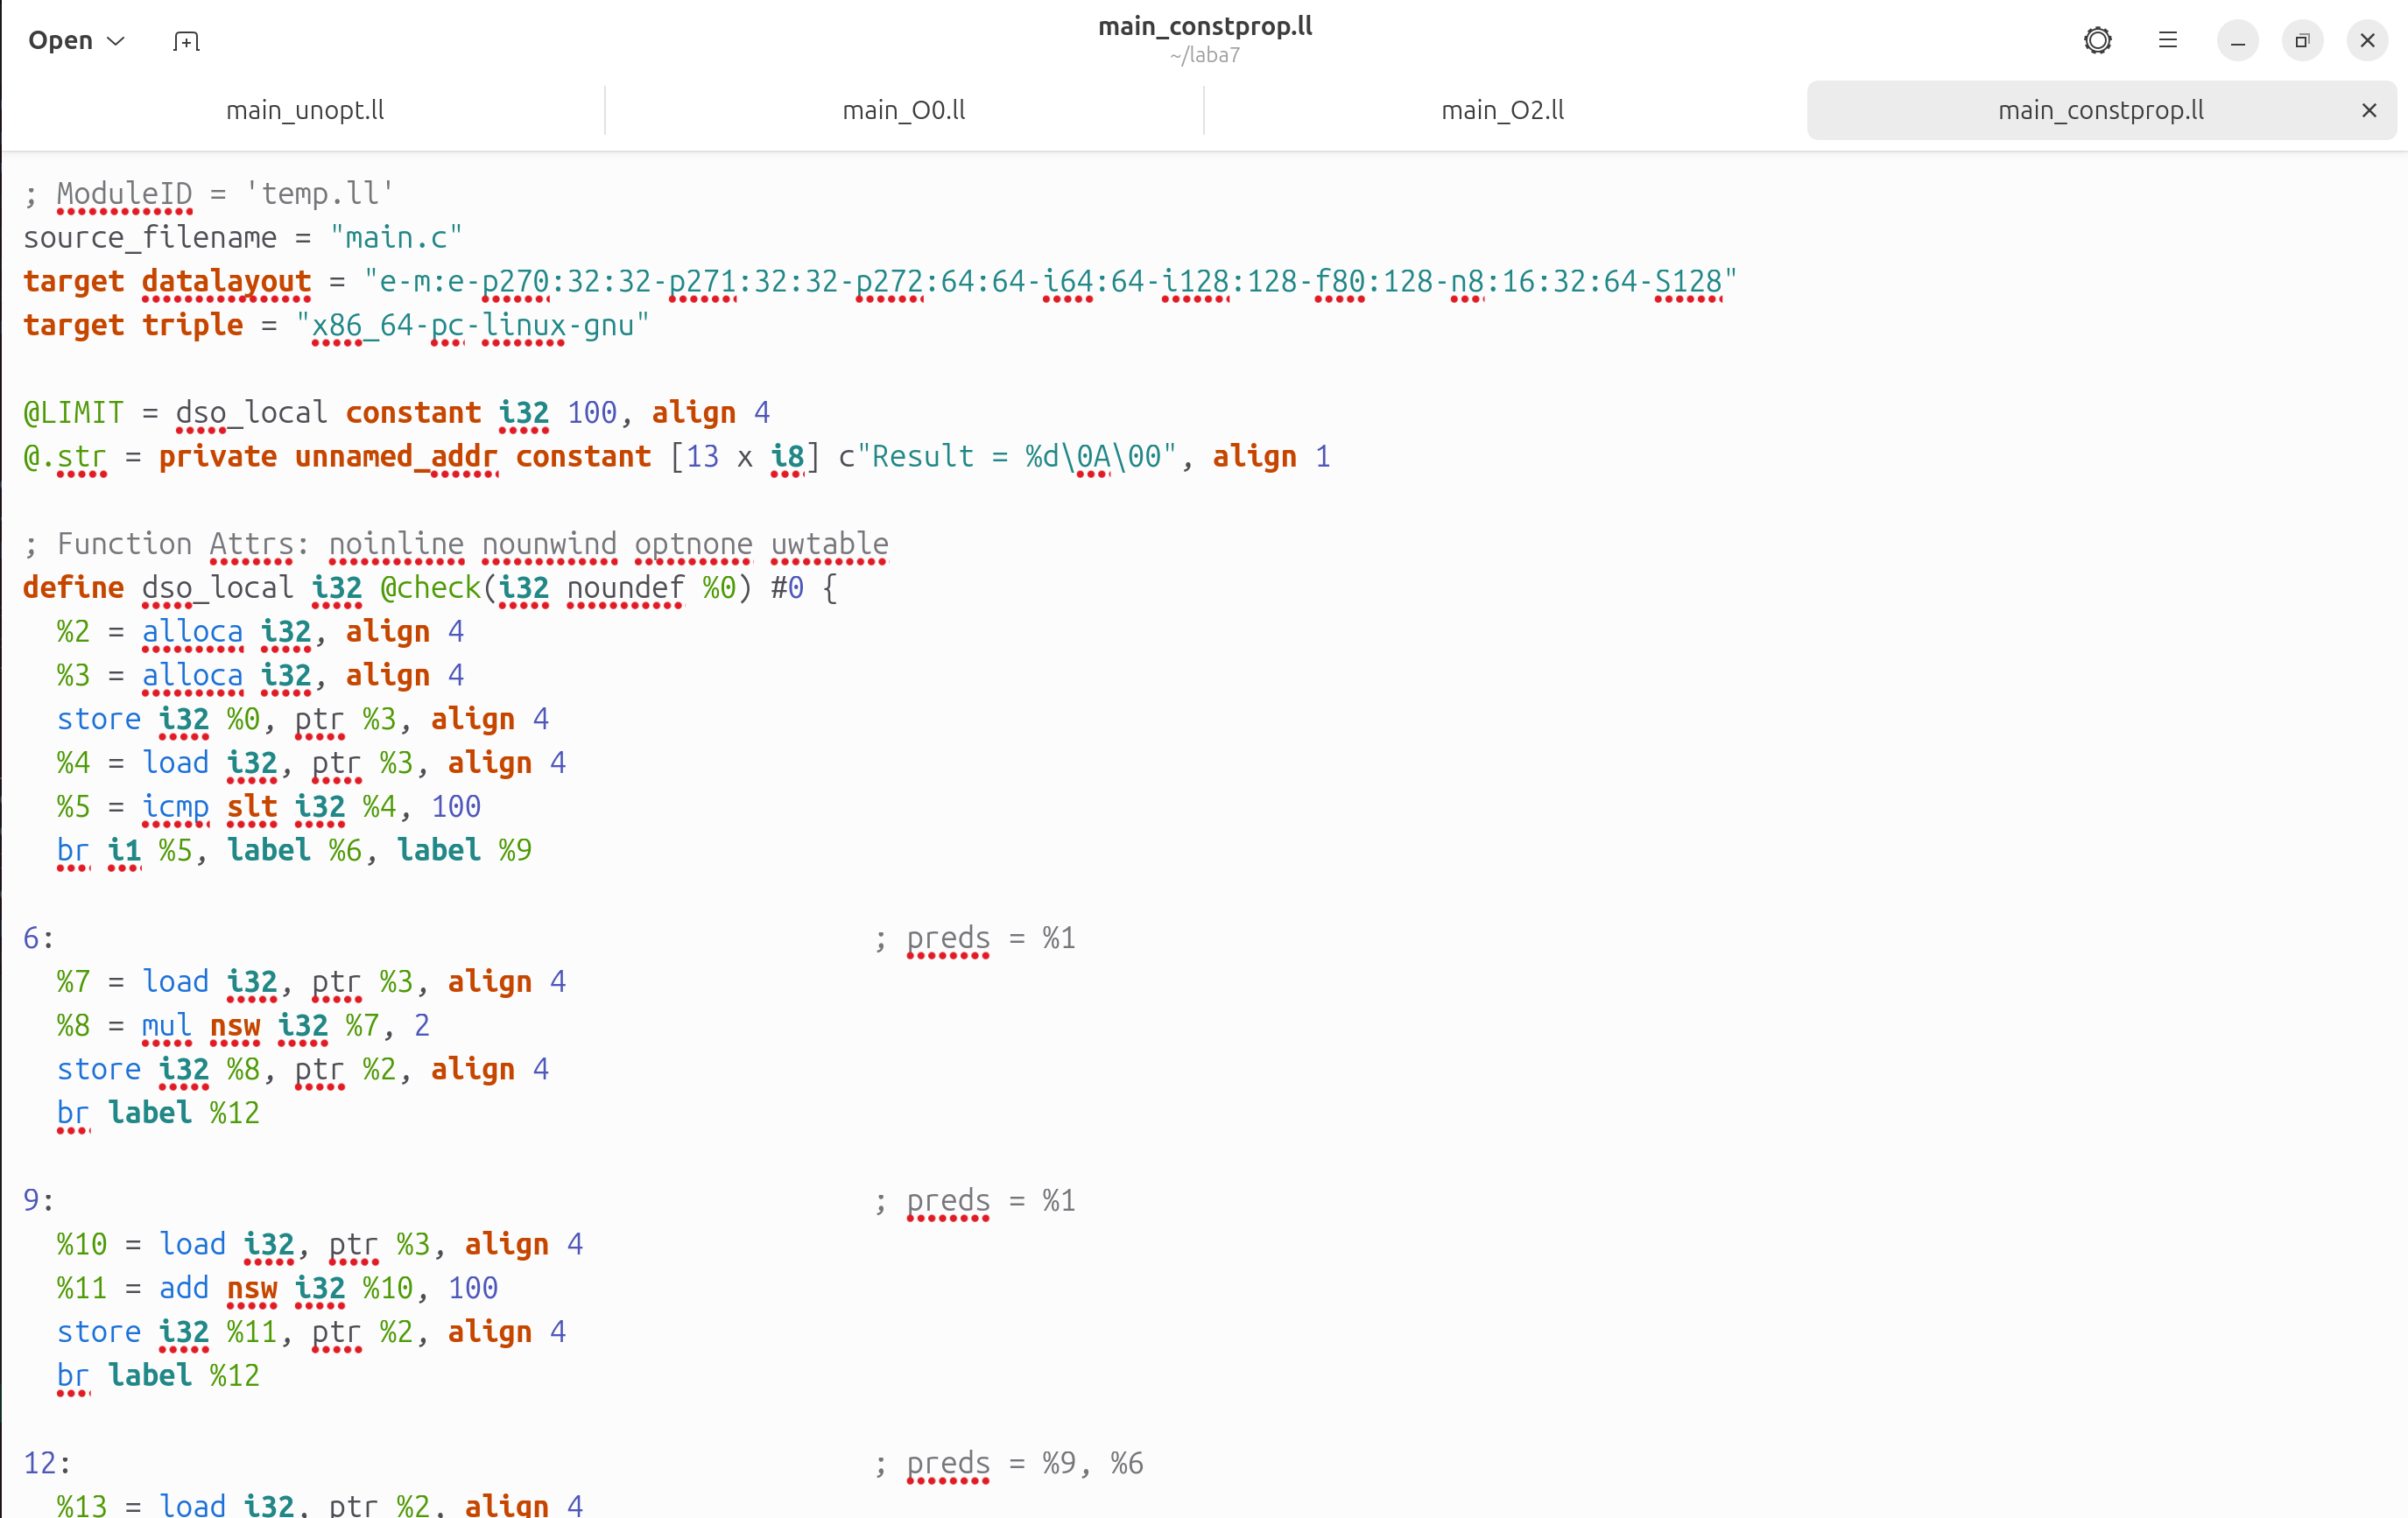 Open
main_constprop.ll
~/laba7
main_unopt.ll
main_O0.ll
main_O2.ll
main_constprop.ll
; ModuleID = 'temp.ll'
source_filename = "main.c"
target datalayout = "e-m:e-p270:32:32-p271:32:32-p272:64:64-i64:64-i128:128-f80:128-n8:16:32:64-S128"
target triple = "x86_64-pc-linux-gnu"
@LIMIT = dso_local constant i32 100, align 4
@.str = private unnamed_addr constant [13 x i8] c"Result = %d\0A\00", align 1
; Function Attrs: noinline nounwind optnone uwtable
define dso_local i32 @check(i32 noundef %0) #0 {
  %2 = alloca i32, align 4
  %3 = alloca i32, align 4
  store i32 %0, ptr %3, align 4
  %4 = load i32, ptr %3, align 4
  %5 = icmp slt i32 %4, 100
  br i1 %5, label %6, label %9
6:                                                ; preds = %1
  %7 = load i32, ptr %3, align 4
  %8 = mul nsw i32 %7, 2
  store i32 %8, ptr %2, align 4
  br label %12
9:                                                ; preds = %1
  %10 = load i32, ptr %3, align 4
  %11 = add nsw i32 %10, 100
  store i32 %11, ptr %2, align 4
  br label %12
12:                                               ; preds = %9, %6
  %13 = load i32, ptr %2, align 4